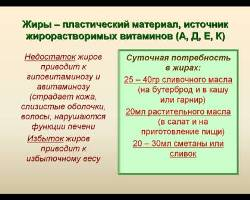 Жиры – пластический материал, источник
жирорастворимых витаминов (А, Д, Е, К)
Недостаток жиров
приводит к
гиповитаминозу и
авитаминозу
(страдает кожа,
слизистые оболочки,
волосы, нарушаются
функции печени
Избыток жиров
приводит к
избыточному весу
Суточная потребность
в жирах:
25 – 40гр сливочного масла
(на бутерброд и в кашу
или гарнир)
20мл растительного масла
(в салат и на
приготовление пищи)
20 – 30мл сметаны или
сливок